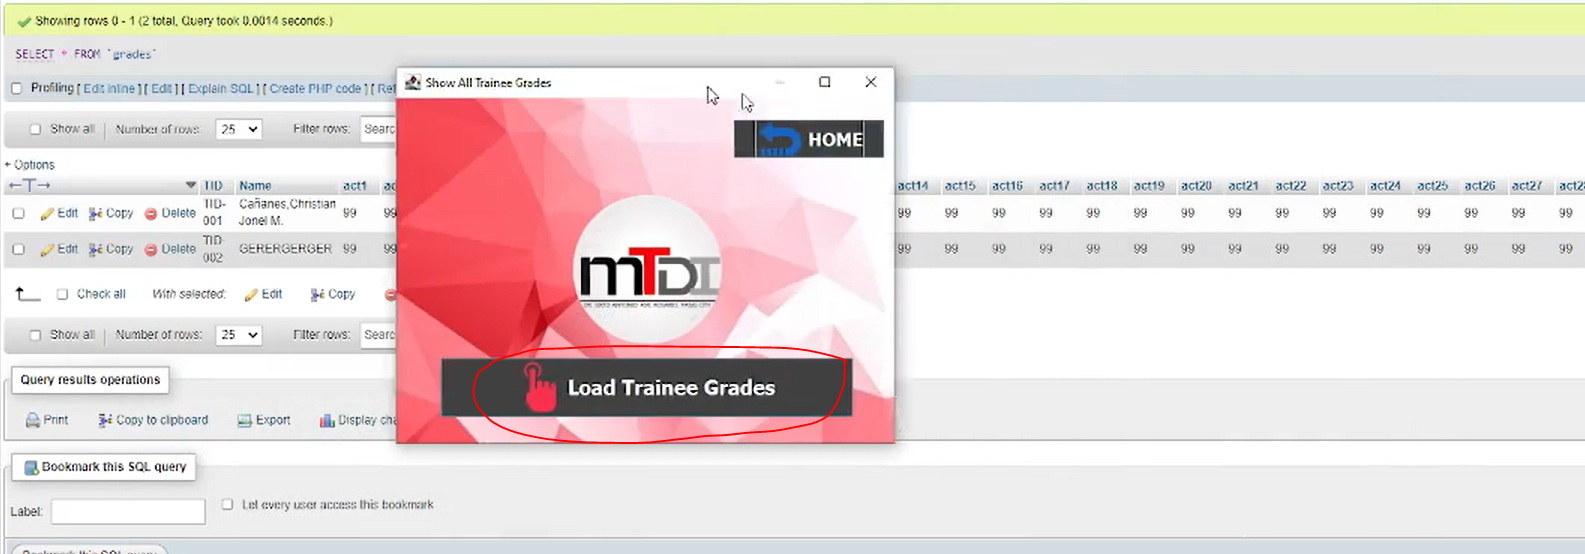 Showing rows 0 - 1 (2 total, Query took 0.0014 seconds.)
SELECT * FROM `grades`
Profiling [ Edit inline ] [ Edit ] [ Explain SQL ] [ Create PHP code ] [ Ref
Show all Number of rows: 25 Filter rows: Searc
+ Options
TID Name act1 ac
TID-001 Cañanes,Christian Jonel M. 99 99
Edit Copy Delete
TID-002 GERERGERGER 99 99
Edit Copy Delete
Check all With selected: Edit Copy
Show all Number of rows: 25 Filter rows: Searc
Query results operations
Print Copy to clipboard Export Display cha
Bookmark this SQL query
Label: Let every user access this bookmark
Bookmark this SQL query
Show All Trainee Grades
HOME
mTDI
Load Trainee Grades
act14 act15 act16 act17 act18 act19 act20 act21 act22 act23 act24 act25 act26 act27 act28
99 99 99 99 99 99 99 99 99 99 99 99 99 99 99
99 99 99 99 99 99 99 99 99 99 99 99 99 99 99